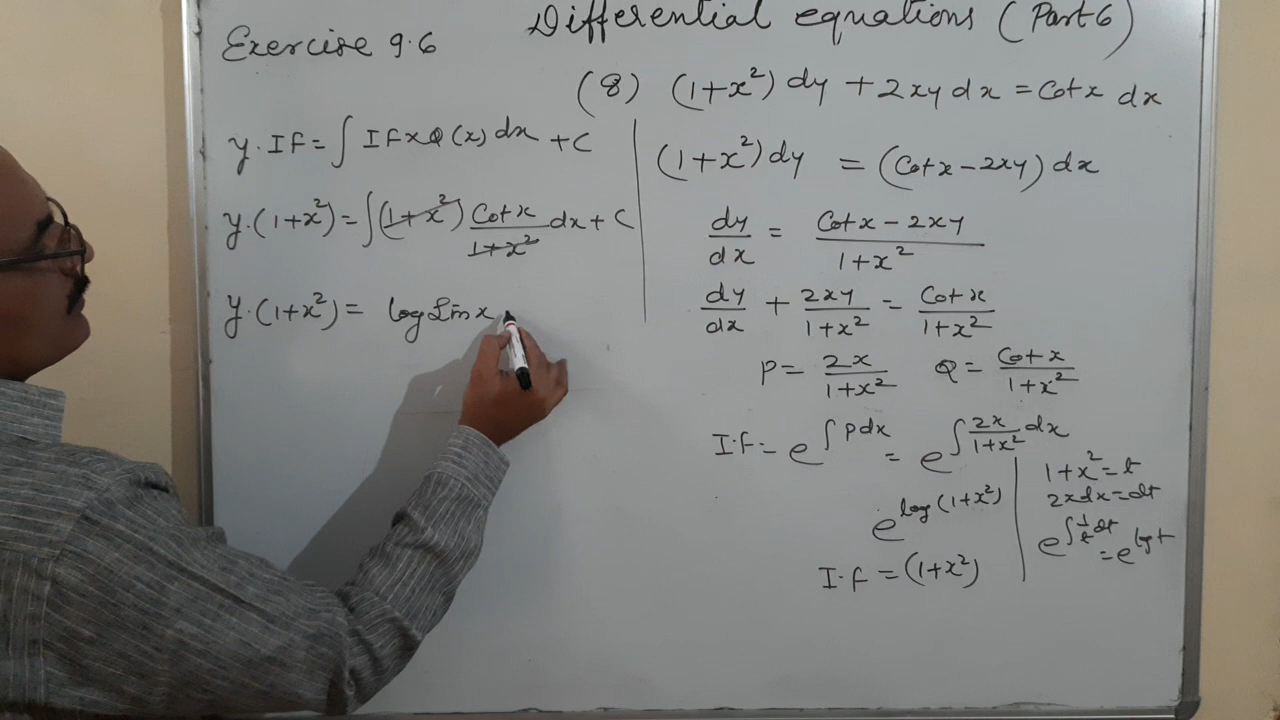 Differential equations (Part 6)
Exercise 9.6
(8) (1+x²) dy + 2xy dx = Cot x dx
(1+x²) dy = (Cot x - 2xy) dx
dy/dx = (Cot x - 2xy)/(1+x²)
dy/dx + 2xy/(1+x²) = Cot x/(1+x²)
P = 2x/(1+x²) Q = Cot x/(1+x²)
I.F = e^∫Pdx = e^∫(2x/(1+x²))dx
e^log(1+x²)
I.f = (1+x²)
1+x² = t
2xdx = dt
e^∫(1/t)dt
= e^log t
y. IF = ∫ IF×Q(x) dx + C
y.(1+x²) = ∫(1+x²) Cot x/(1+x²) dx + C
y.(1+x²) = log Sin x